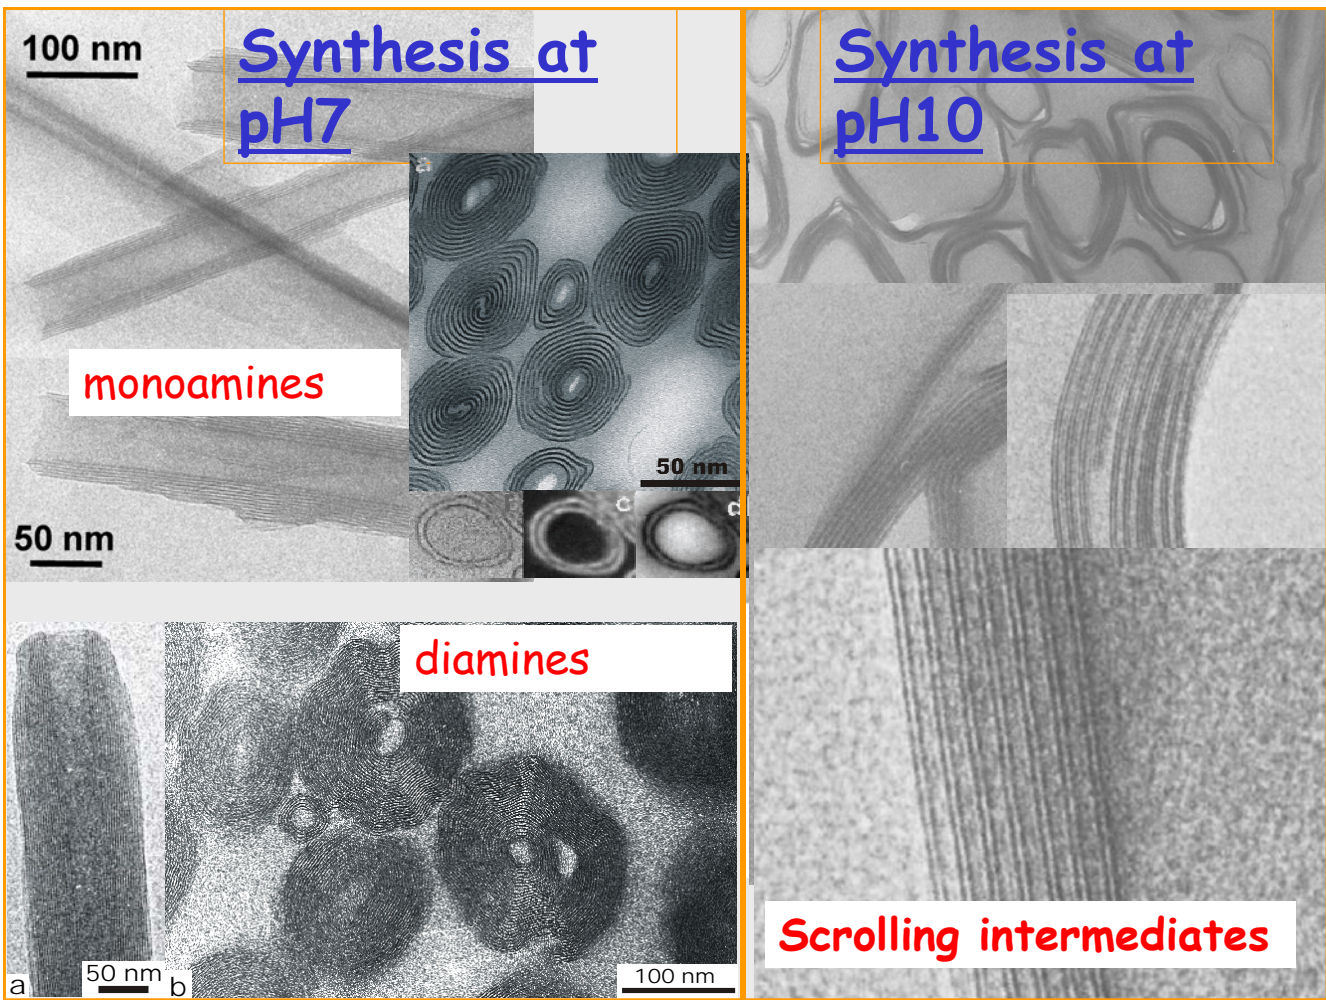 100 nm
Synthesis at
pH7
a
monoamines
50 nm
c
d
50 nm
diamines
a
50 nm
b
100 nm
Synthesis at
pH10
Scrolling intermediates